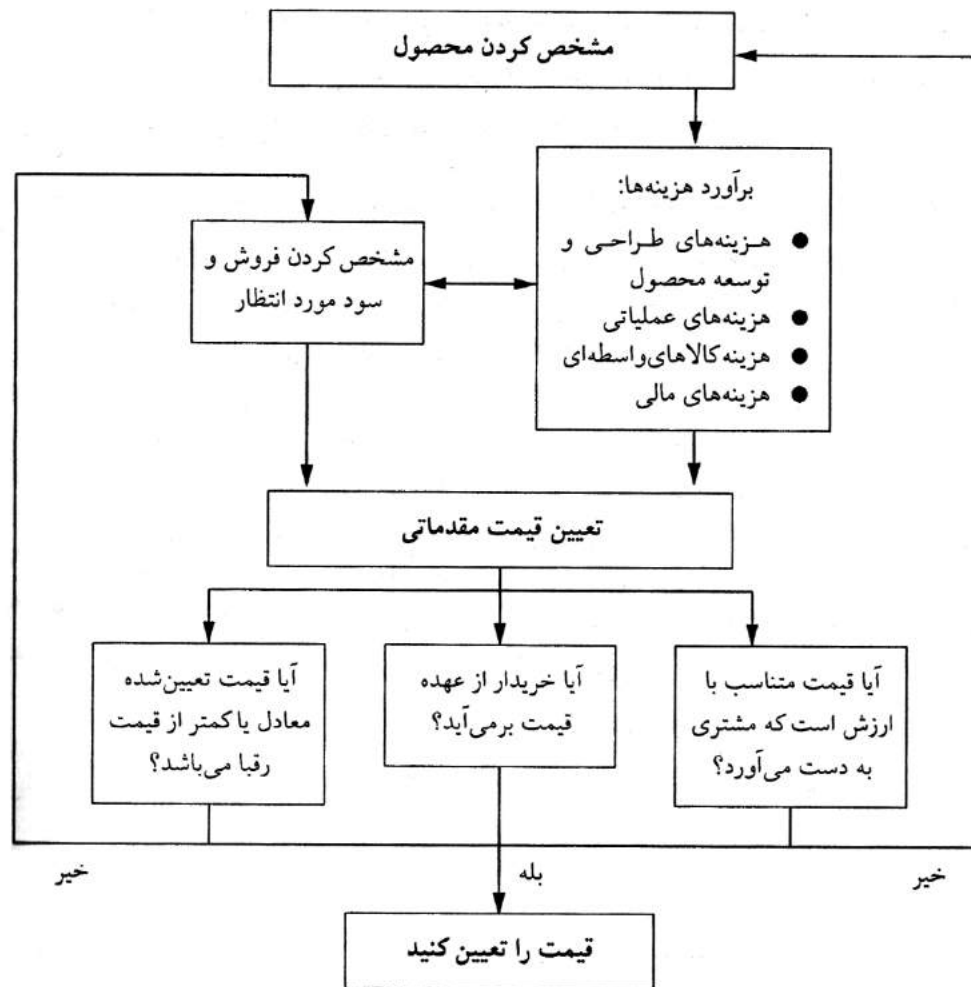 مشخص کردن محصول
برآورد هزینه‌ها:
● هـزینه‌های طـراحـی و
توسعه محصول
● هزینه‌های عملیاتی
● هزینه کالاهای واسطه‌ای
● هزینه‌های مالی
مشخص کردن فروش و
سود مورد انتظار
تعیین قیمت مقدماتی
آیا قیمت متناسب با
ارزش است که مشتری
به دست می‌آورد؟
آیا خریدار از عهده
قیمت برمی‌آید؟
آیا قیمت تعیین‌شده
معادل یا کمتر از قیمت
رقبا می‌باشد؟
خیر
بله
خیر
قیمت را تعیین کنید